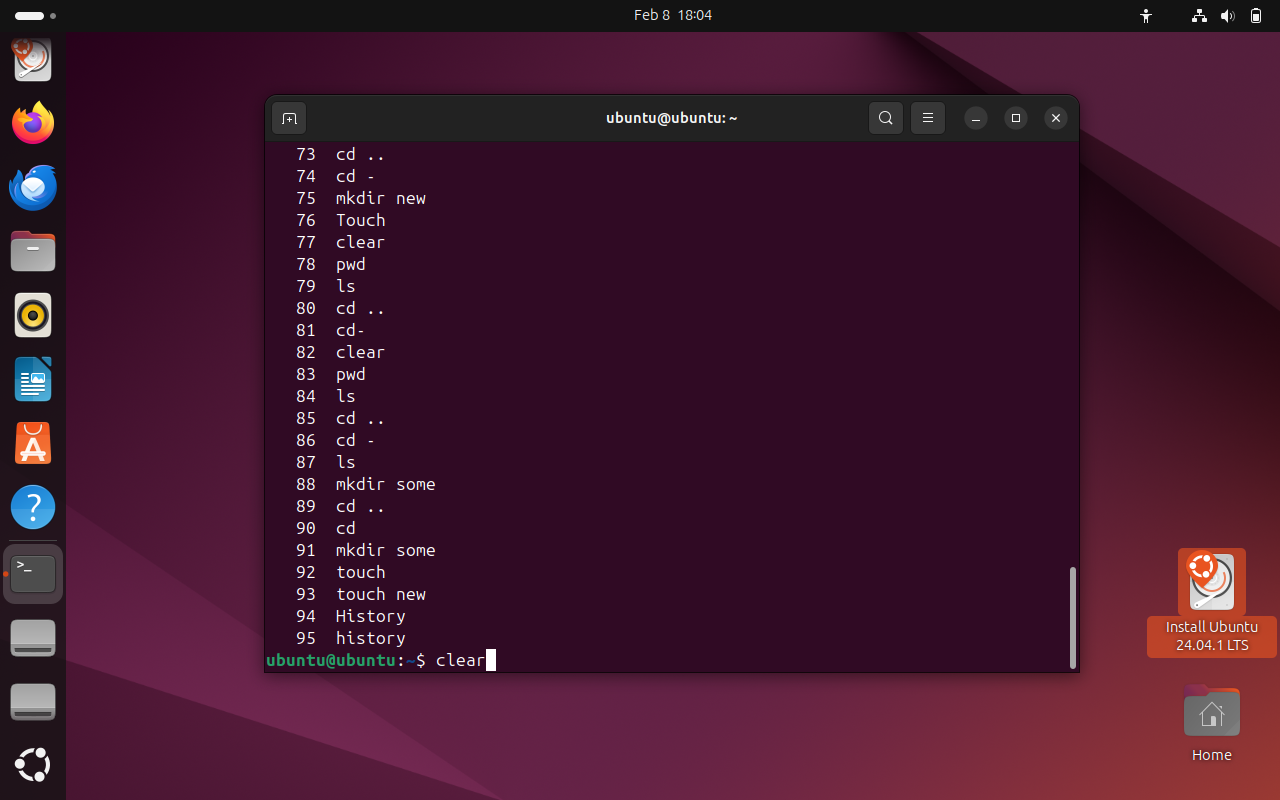 Feb 8 18:04
ubuntu@ubuntu: ~
73 cd ..
74 cd -
75 mkdir new
76 Touch
77 clear
78 pwd
79 ls
80 cd ..
81 cd-
82 clear
83 pwd
84 ls
85 cd ..
86 cd -
87 ls
88 mkdir some
89 cd ..
90 cd
91 mkdir some
92 touch
93 touch new
94 History
95 history
ubuntu@ubuntu:~$ clear
Install Ubuntu
24.04.1 LTS
Home